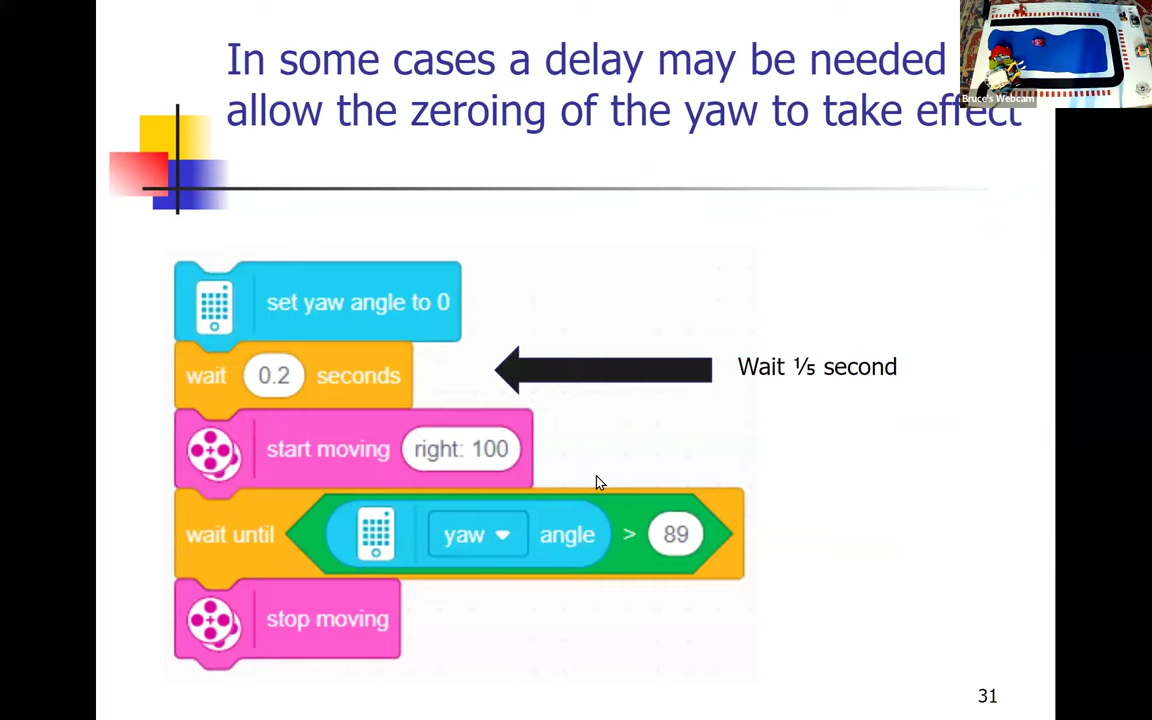 In some cases a delay may be needed
allow the zeroing of the yaw to take effect
Bruce's Webcam
set yaw angle to 0
wait 0.2 seconds
Wait ⅕ second
start moving right: 100
wait until yaw angle > 89
stop moving
31